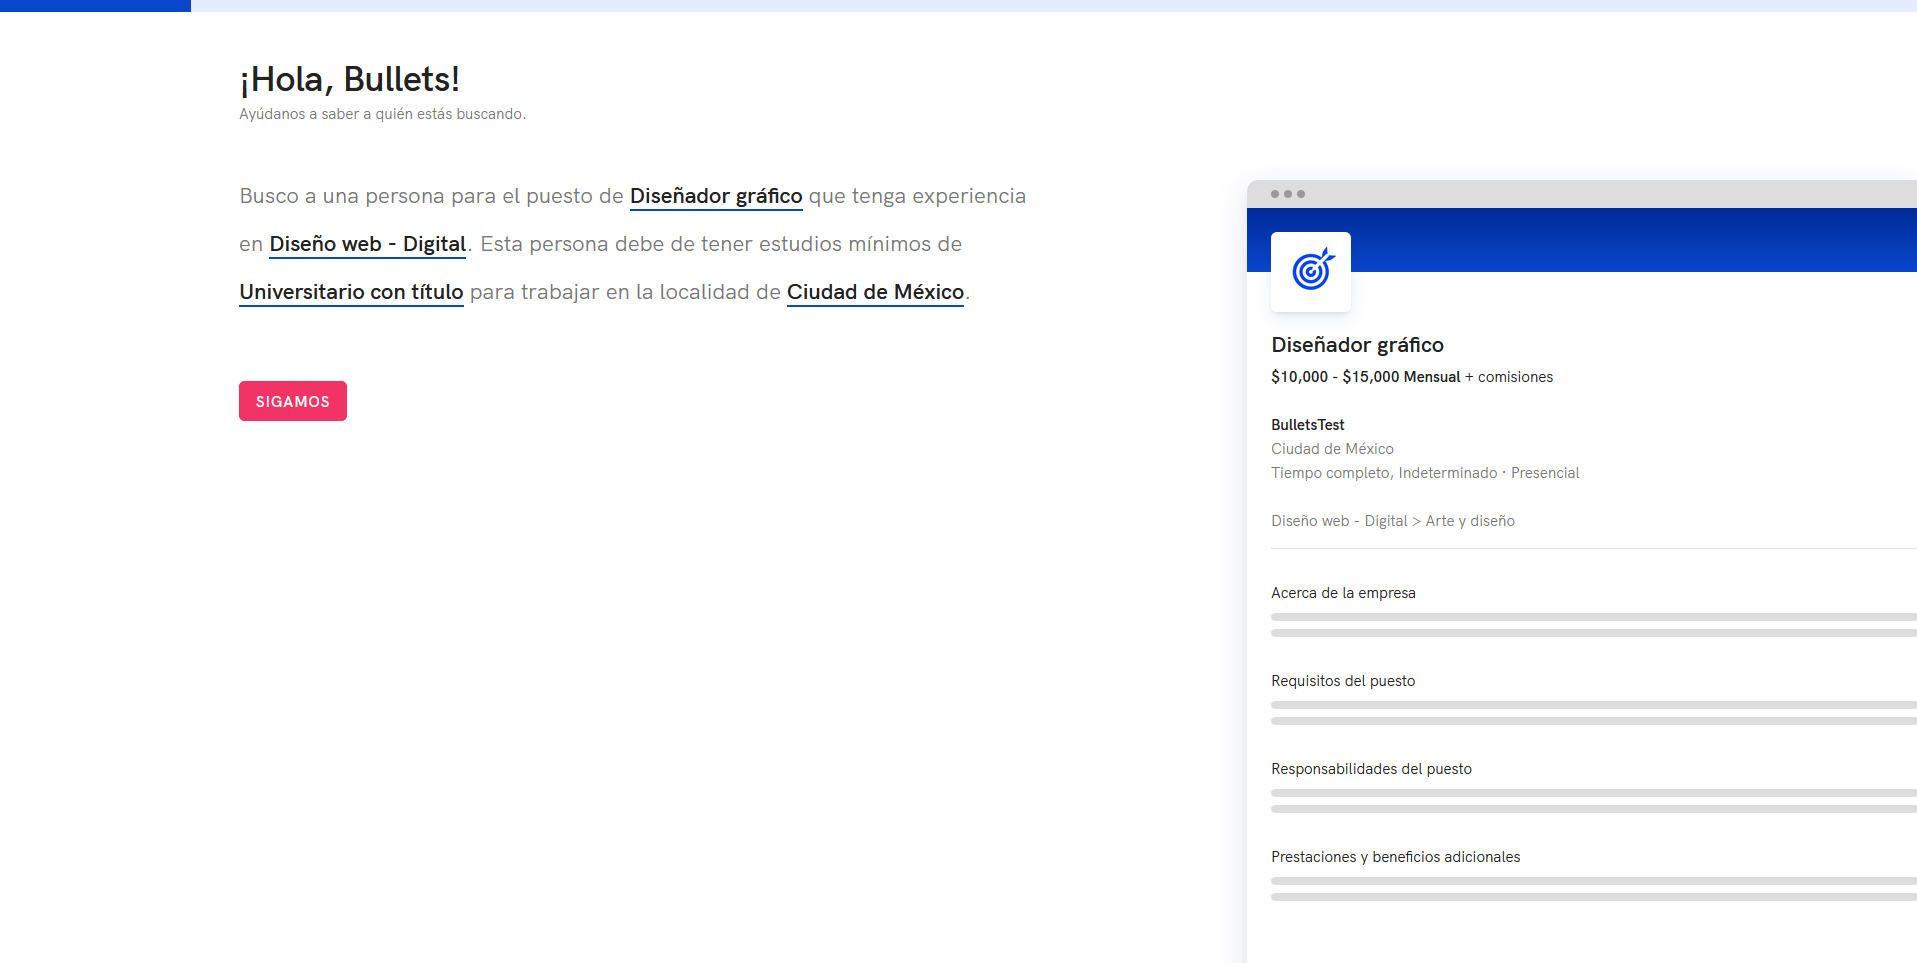 ¡Hola, Bullets!
Ayúdanos a saber a quién estás buscando.
Busco a una persona para el puesto de Diseñador gráfico que tenga experiencia
en Diseño web - Digital. Esta persona debe de tener estudios mínimos de
Universitario con título para trabajar en la localidad de Ciudad de México.
SIGAMOS
Diseñador gráfico
$10,000 - $15,000 Mensual + comisiones
BulletsTest
Ciudad de México
Tiempo completo, Indeterminado · Presencial
Diseño web - Digital > Arte y diseño
Acerca de la empresa
Requisitos del puesto
Responsabilidades del puesto
Prestaciones y beneficios adicionales